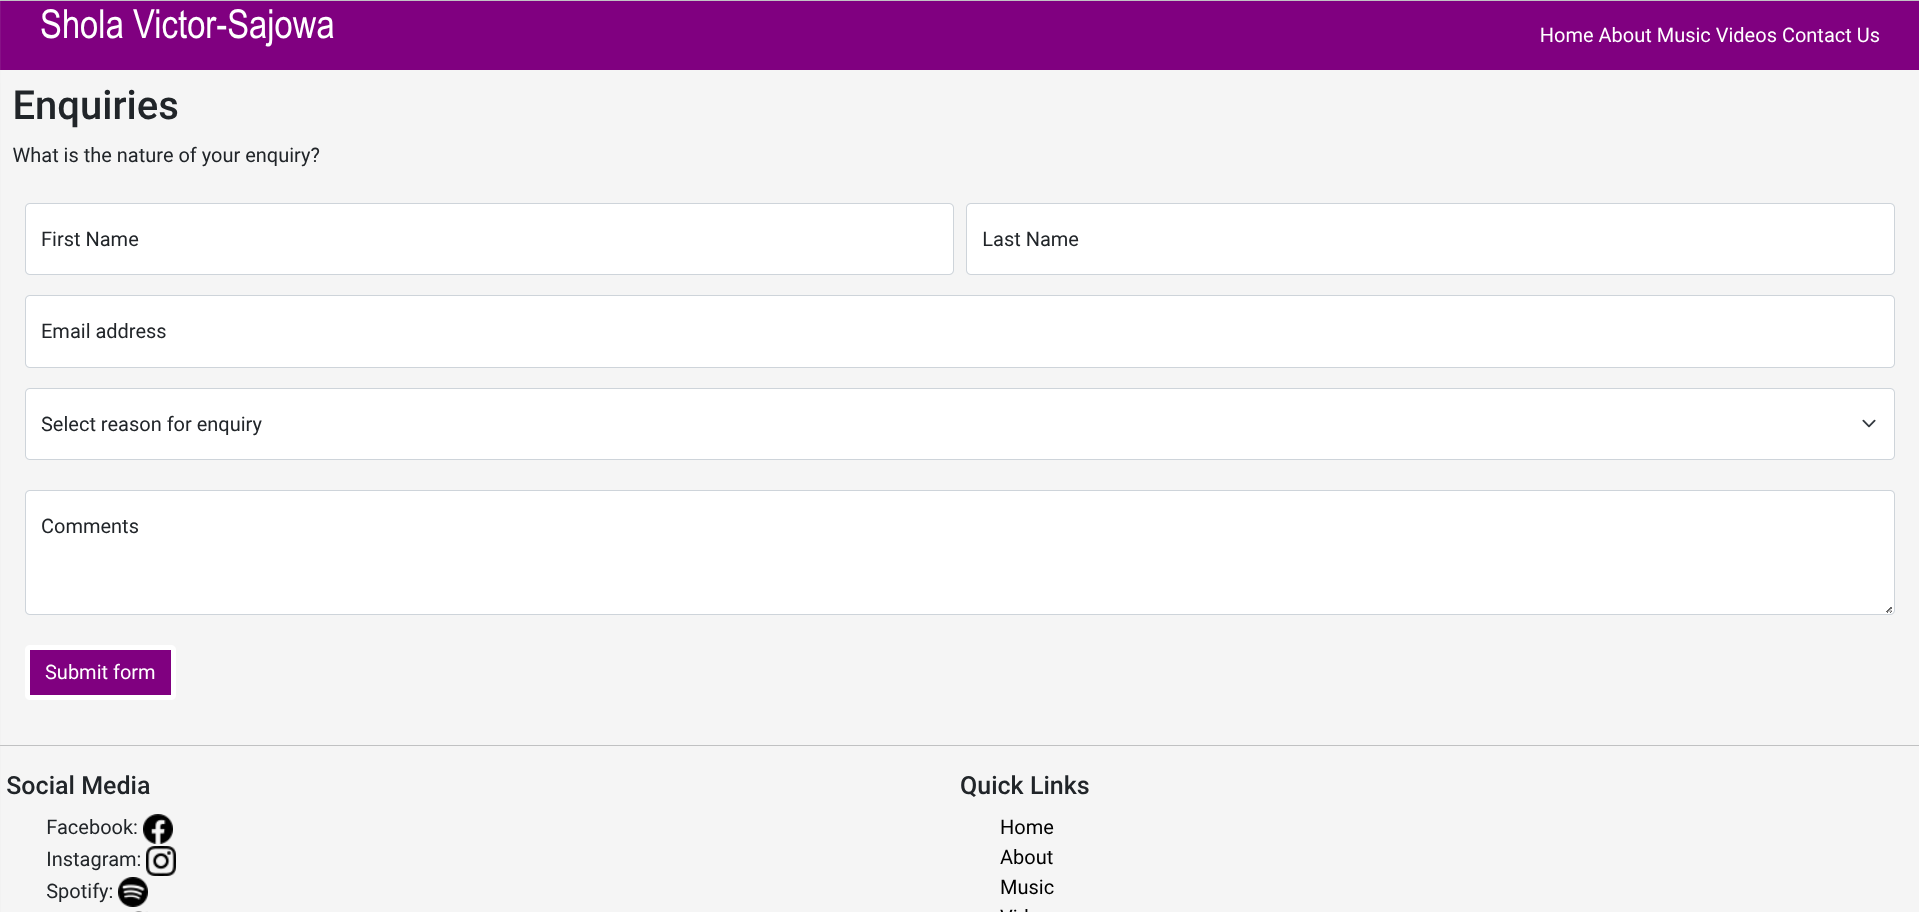 Shola Victor-Sajowa
Home About Music Videos Contact Us
Enquiries
What is the nature of your enquiry?
First Name
Last Name
Email address
Select reason for enquiry
Comments
Submit form
Social Media
Facebook:
Instagram:
Spotify:
Quick Links
Home
About
Music